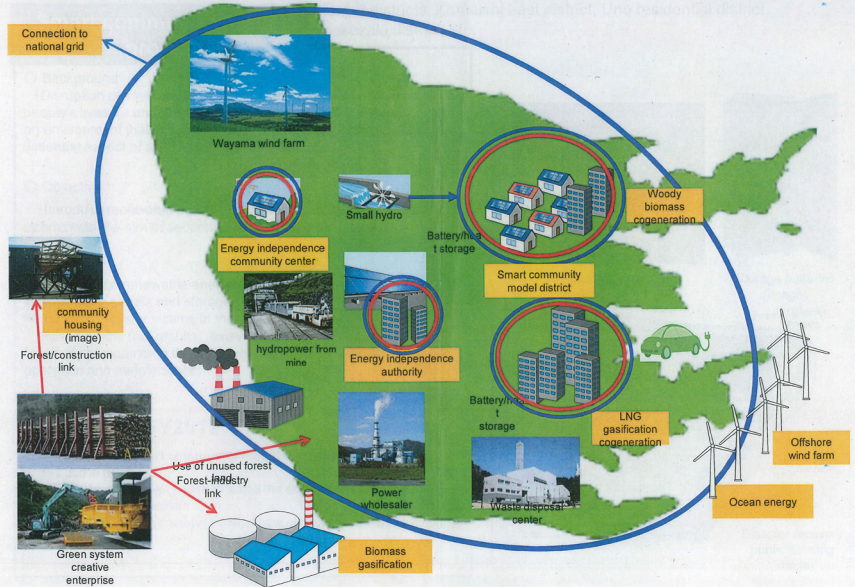 Connection to
national grid
Wayama wind farm
Small hydro
Woody
biomass
cogeneration
Energy independence
community center
Battery/hea
t storage
Smart community
model district
Wood
community
housing
(image)
hydropower from
mine
Energy independence
authority
Forest/construction
link
Battery/hea
t
storage
LNG
gasification
cogeneration
Offshore
wind farm
Use of unused forest
land
Forest-industry
link
Power
wholesaler
Waste disposal
center
Ocean energy
Green system
creative
enterprise
Biomass
gasification